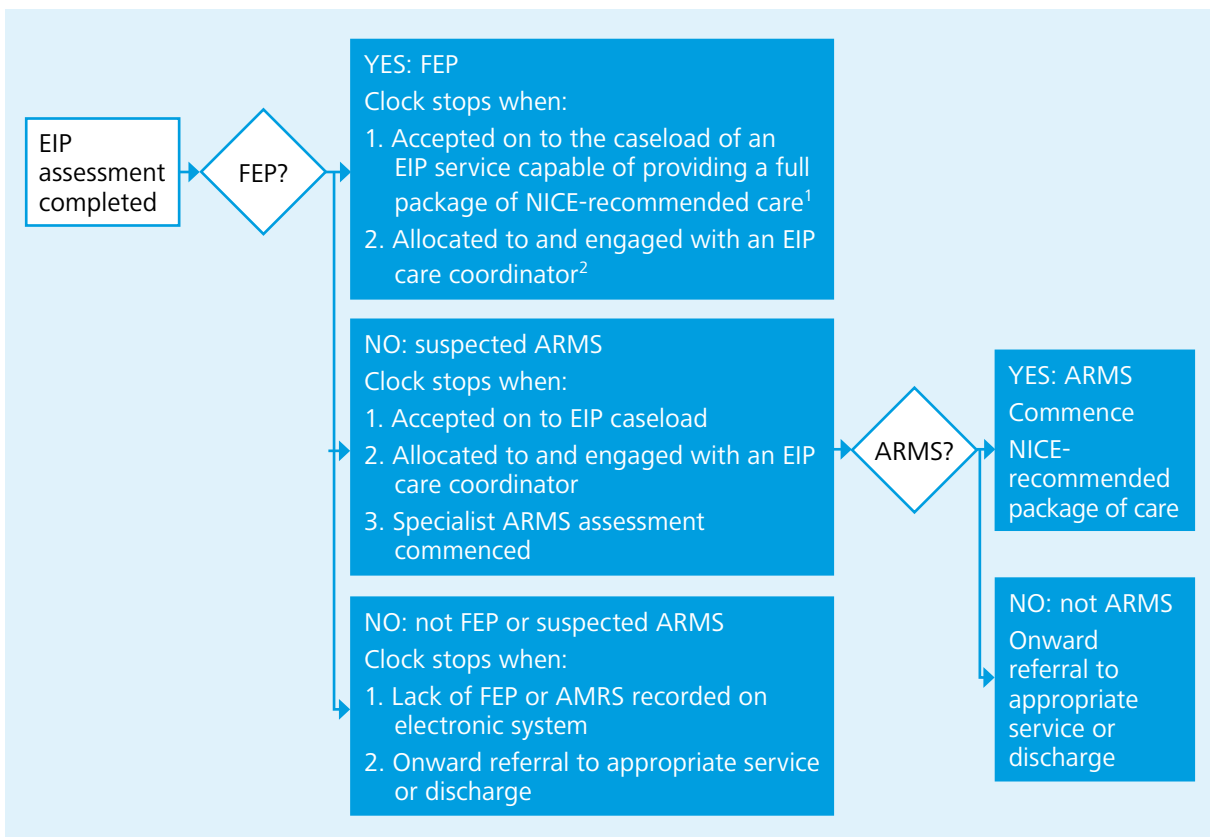 EIP
assessment
completed
FEP?
YES: FEP
Clock stops when:
1. Accepted on to the caseload of an
EIP service capable of providing a full
package of NICE-recommended care1
2. Allocated to and engaged with an EIP
care coordinator2
NO: suspected ARMS
Clock stops when:
1. Accepted on to EIP caseload
2. Allocated to and engaged with an EIP
care coordinator
3. Specialist ARMS assessment
commenced
NO: not FEP or suspected ARMS
Clock stops when:
1. Lack of FEP or AMRS recorded on
electronic system
2. Onward referral to appropriate service
or discharge
ARMS?
YES: ARMS
Commence
NICE-
recommended
package of care
NO: not ARMS
Onward
referral to
appropriate
service or
discharge